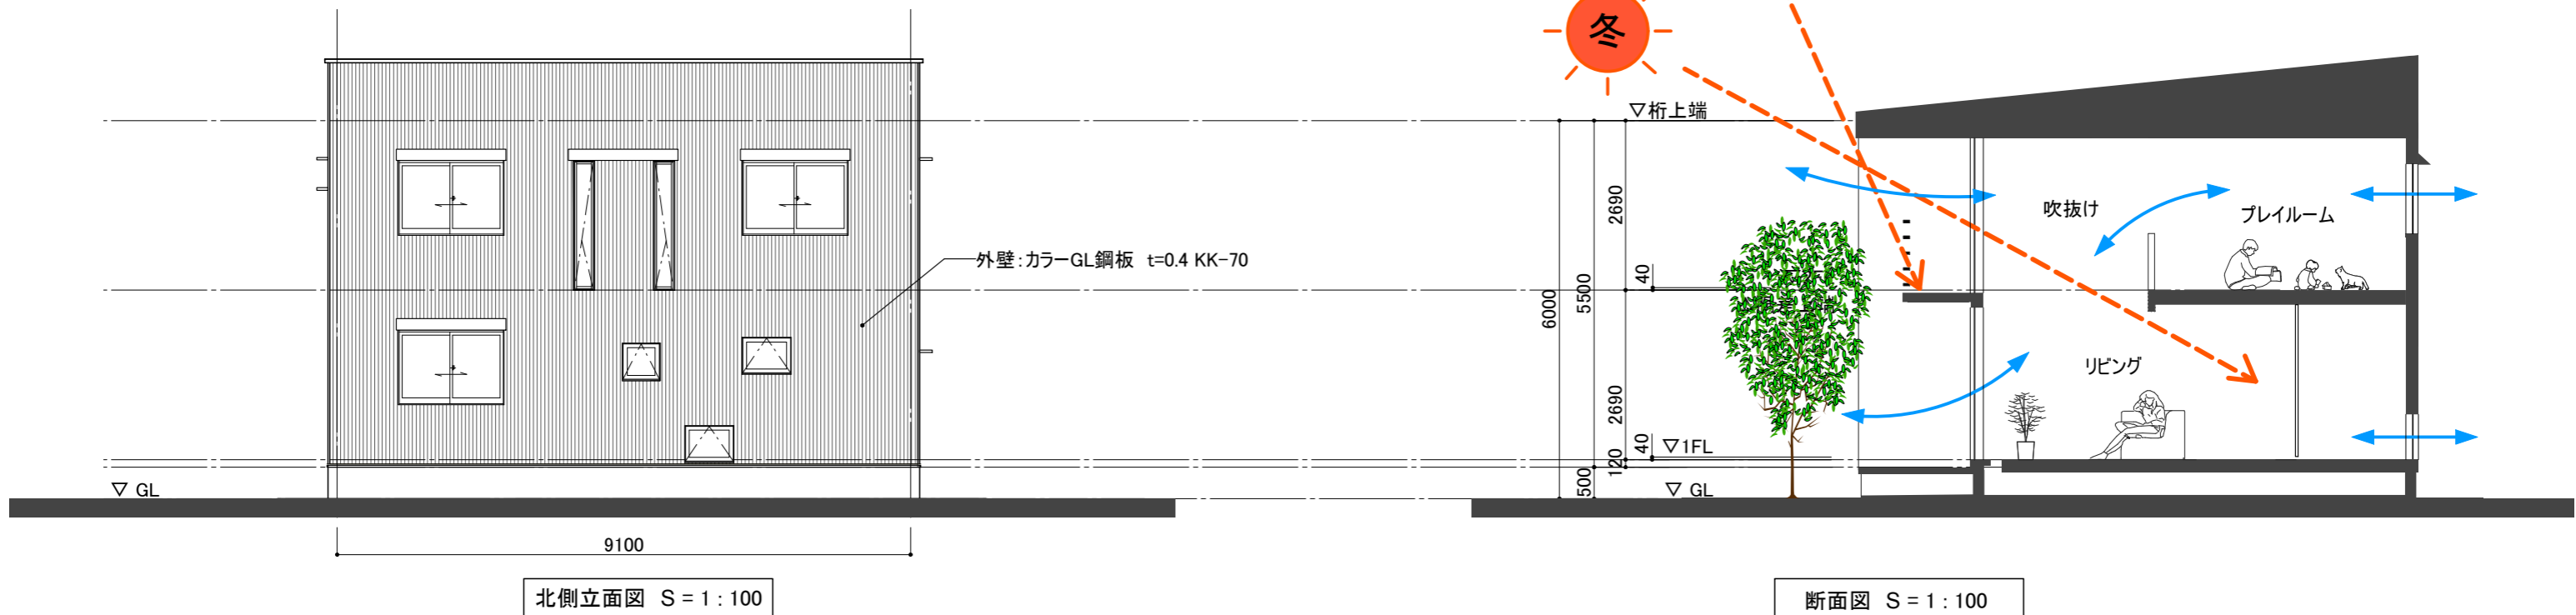 冬
▽桁上端
2690
吹抜け
プレイルーム
外壁:カラーGL鋼板 t=0.4 KK-70
40
5500
6000
リビング
2690
40
▽1FL
120
500
▽ GL
▽ GL
9100
北側立面図 S = 1 : 100
断面図 S = 1 : 100